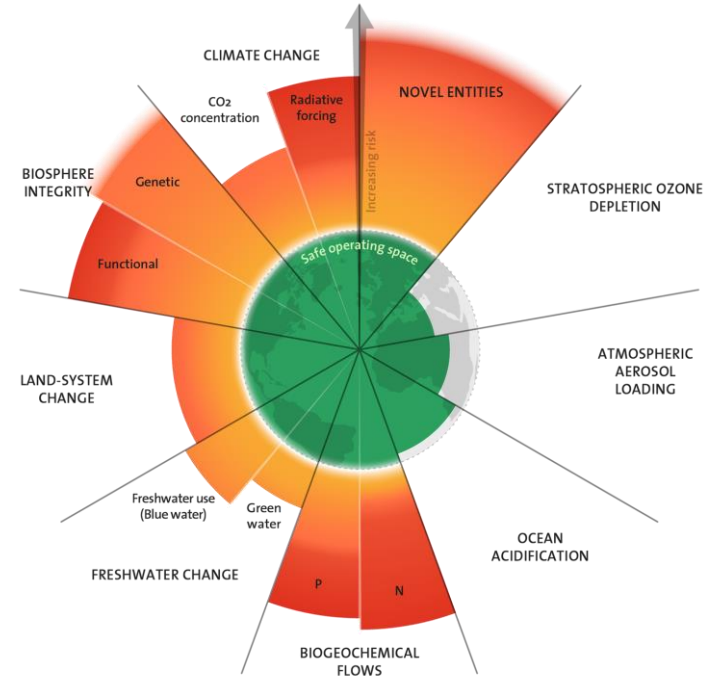 CLIMATE CHANGE
CO2
concentration
Radiative
forcing
NOVEL ENTITIES
Increasing risk
BIOSPHERE
INTEGRITY
Genetic
Functional
STRATOSPHERIC OZONE
DEPLETION
Safe operating space
ATMOSPHERIC
AEROSOL
LOADING
LAND-SYSTEM
CHANGE
Freshwater use
(Blue water)
Green
water
FRESHWATER CHANGE
OCEAN
ACIDIFICATION
P
N
BIOGEOCHEMICAL
FLOWS